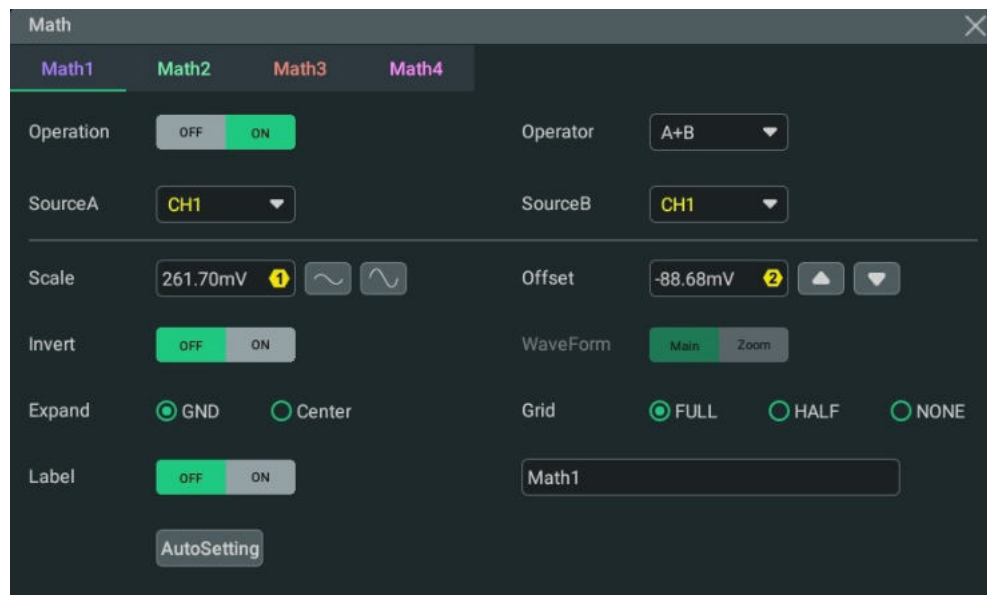 Math
Math1 Math2 Math3 Math4
Operation OFF ON Operator A+B
SourceA CH1 SourceB CH1
Scale 261.70mV 1 Offset -88.68mV 2
Invert OFF ON WaveForm Main Zoom
Expand GND Center Grid FULL HALF NONE
Label OFF ON Math1
AutoSetting